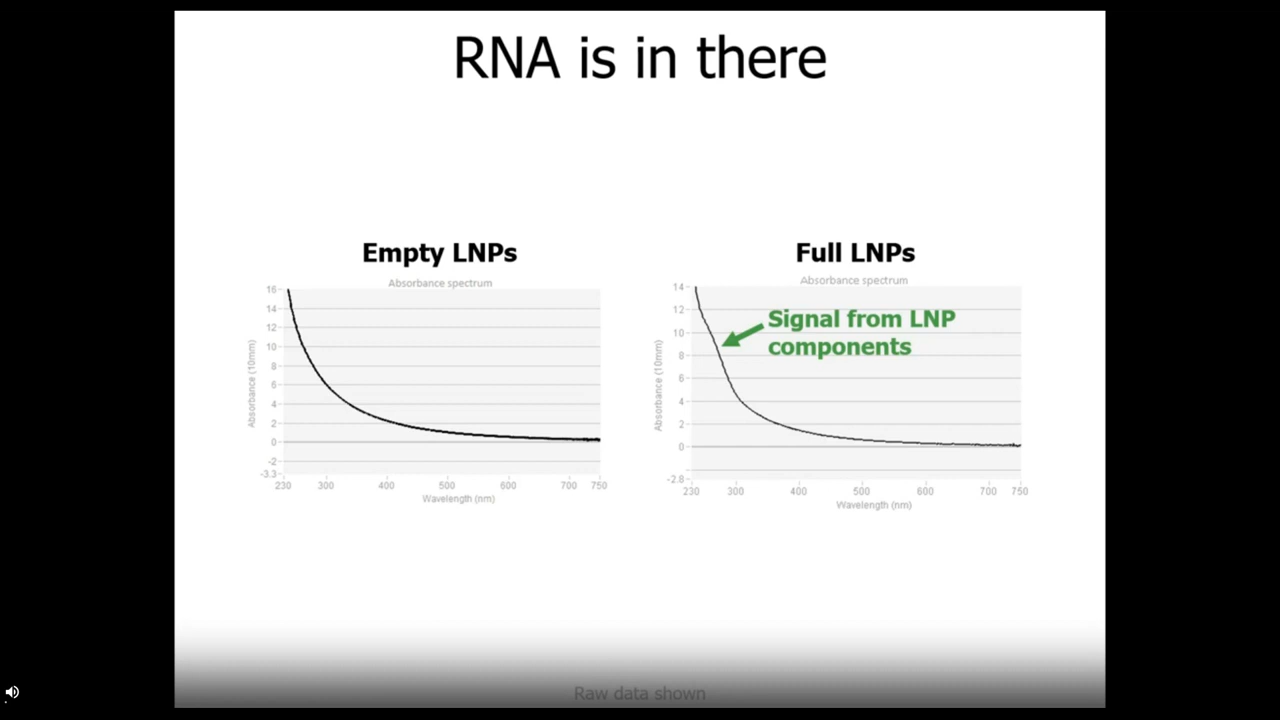 RNA is in there
Empty LNPs
Absorbance spectrum
16
14
12
10
8
6
4
2
0
-2
-3.3
Absorbance (10mm)
230 300 400 500 600 700 750
Wavelength (nm)
Full LNPs
Absorbance spectrum
14
12
10
8
6
4
2
0
-2.8
Absorbance (10mm)
Signal from LNP
components
230 300 400 500 600 700 750
Wavelength (nm)
Raw data shown